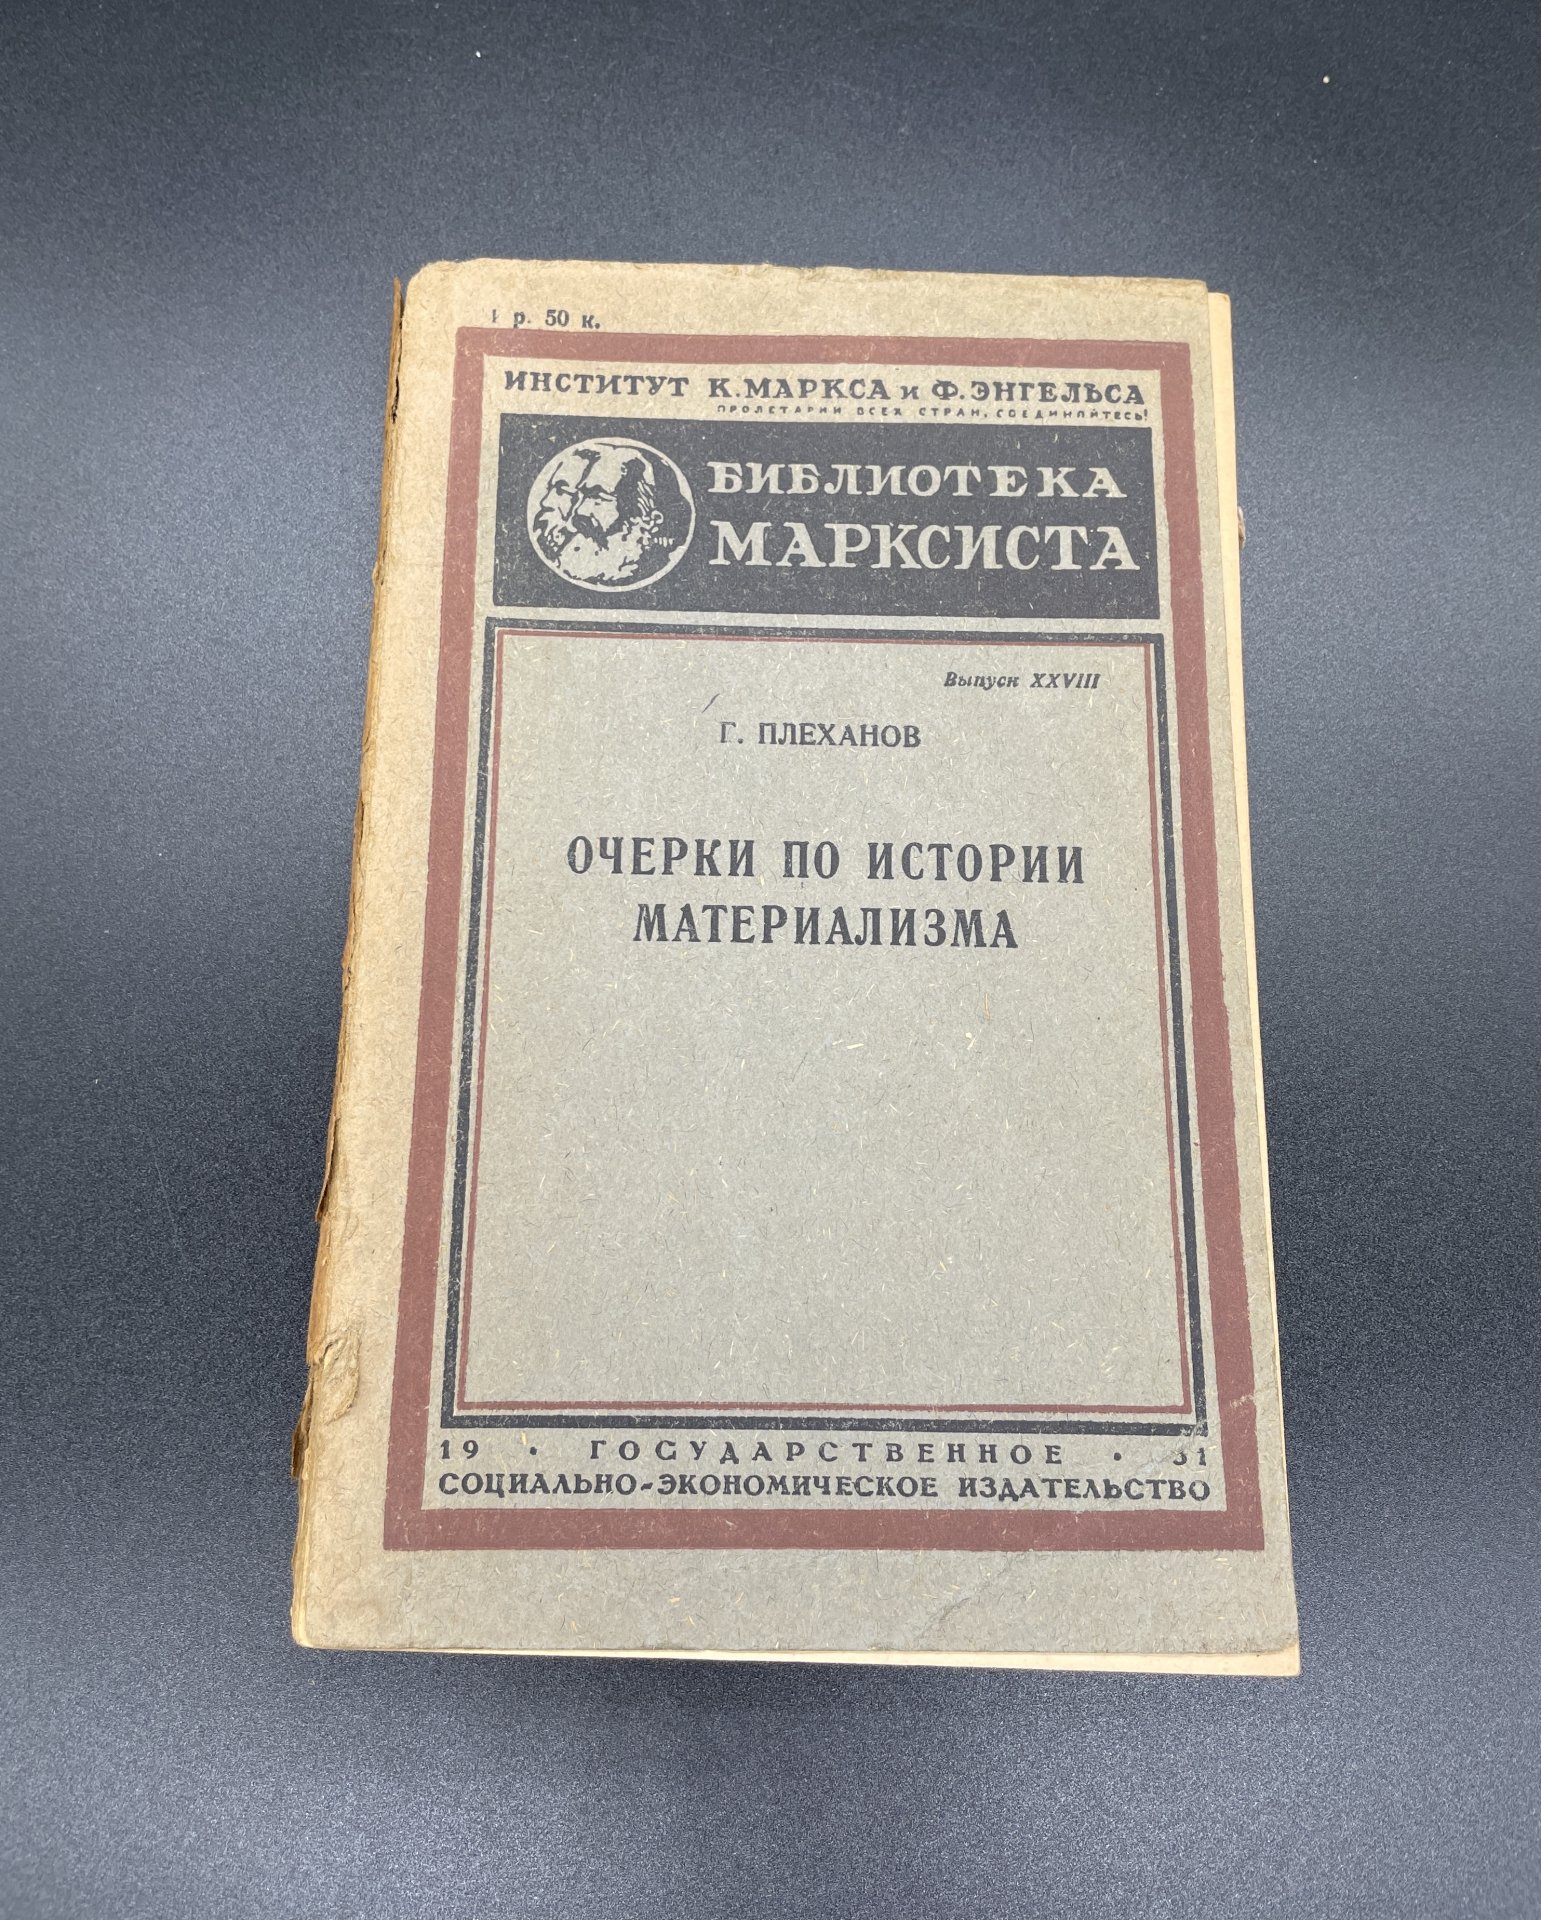 1 р. 50 к.
ИНСТИТУТ К. МАРКСА и Ф. ЭНГЕЛЬСА
ПРОЛЕТАРИИ ВСЕХ СТРАН, СОЕДИНЯЙТЕСЬ!
БИБЛИОТЕКА
МАРКСИСТА
Выпуск XXVIII
Г. ПЛЕХАНОВ
ОЧЕРКИ ПО ИСТОРИИ
МАТЕРИАЛИЗМА
19 • ГОСУДАРСТВЕННОЕ • 31
СОЦИАЛЬНО-ЭКОНОМИЧЕСКОЕ ИЗДАТЕЛЬСТВО